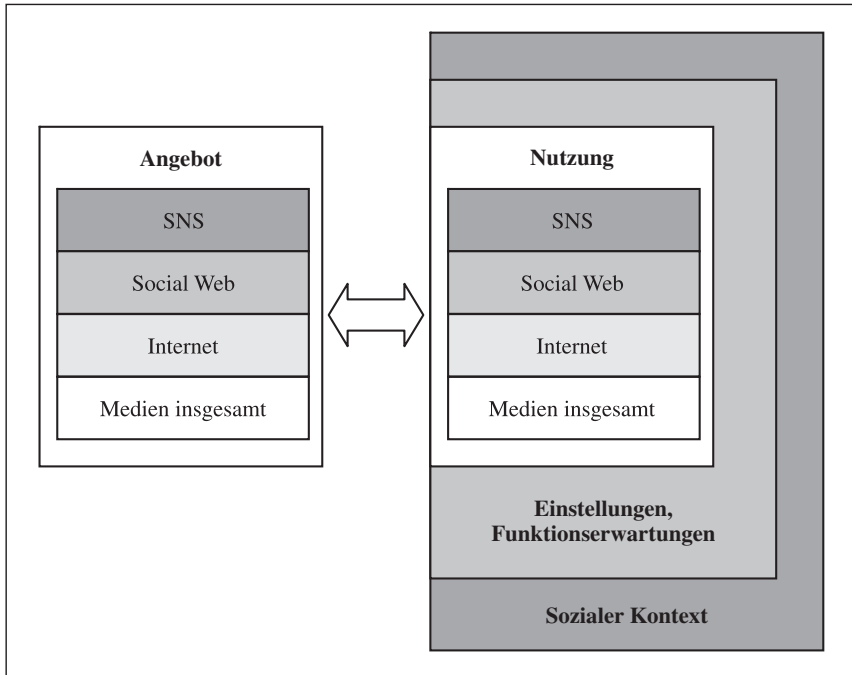 Angebot
SNS
Social Web
Internet
Medien insgesamt
Nutzung
SNS
Social Web
Internet
Medien insgesamt
Einstellungen,
Funktionserwartungen
Sozialer Kontext